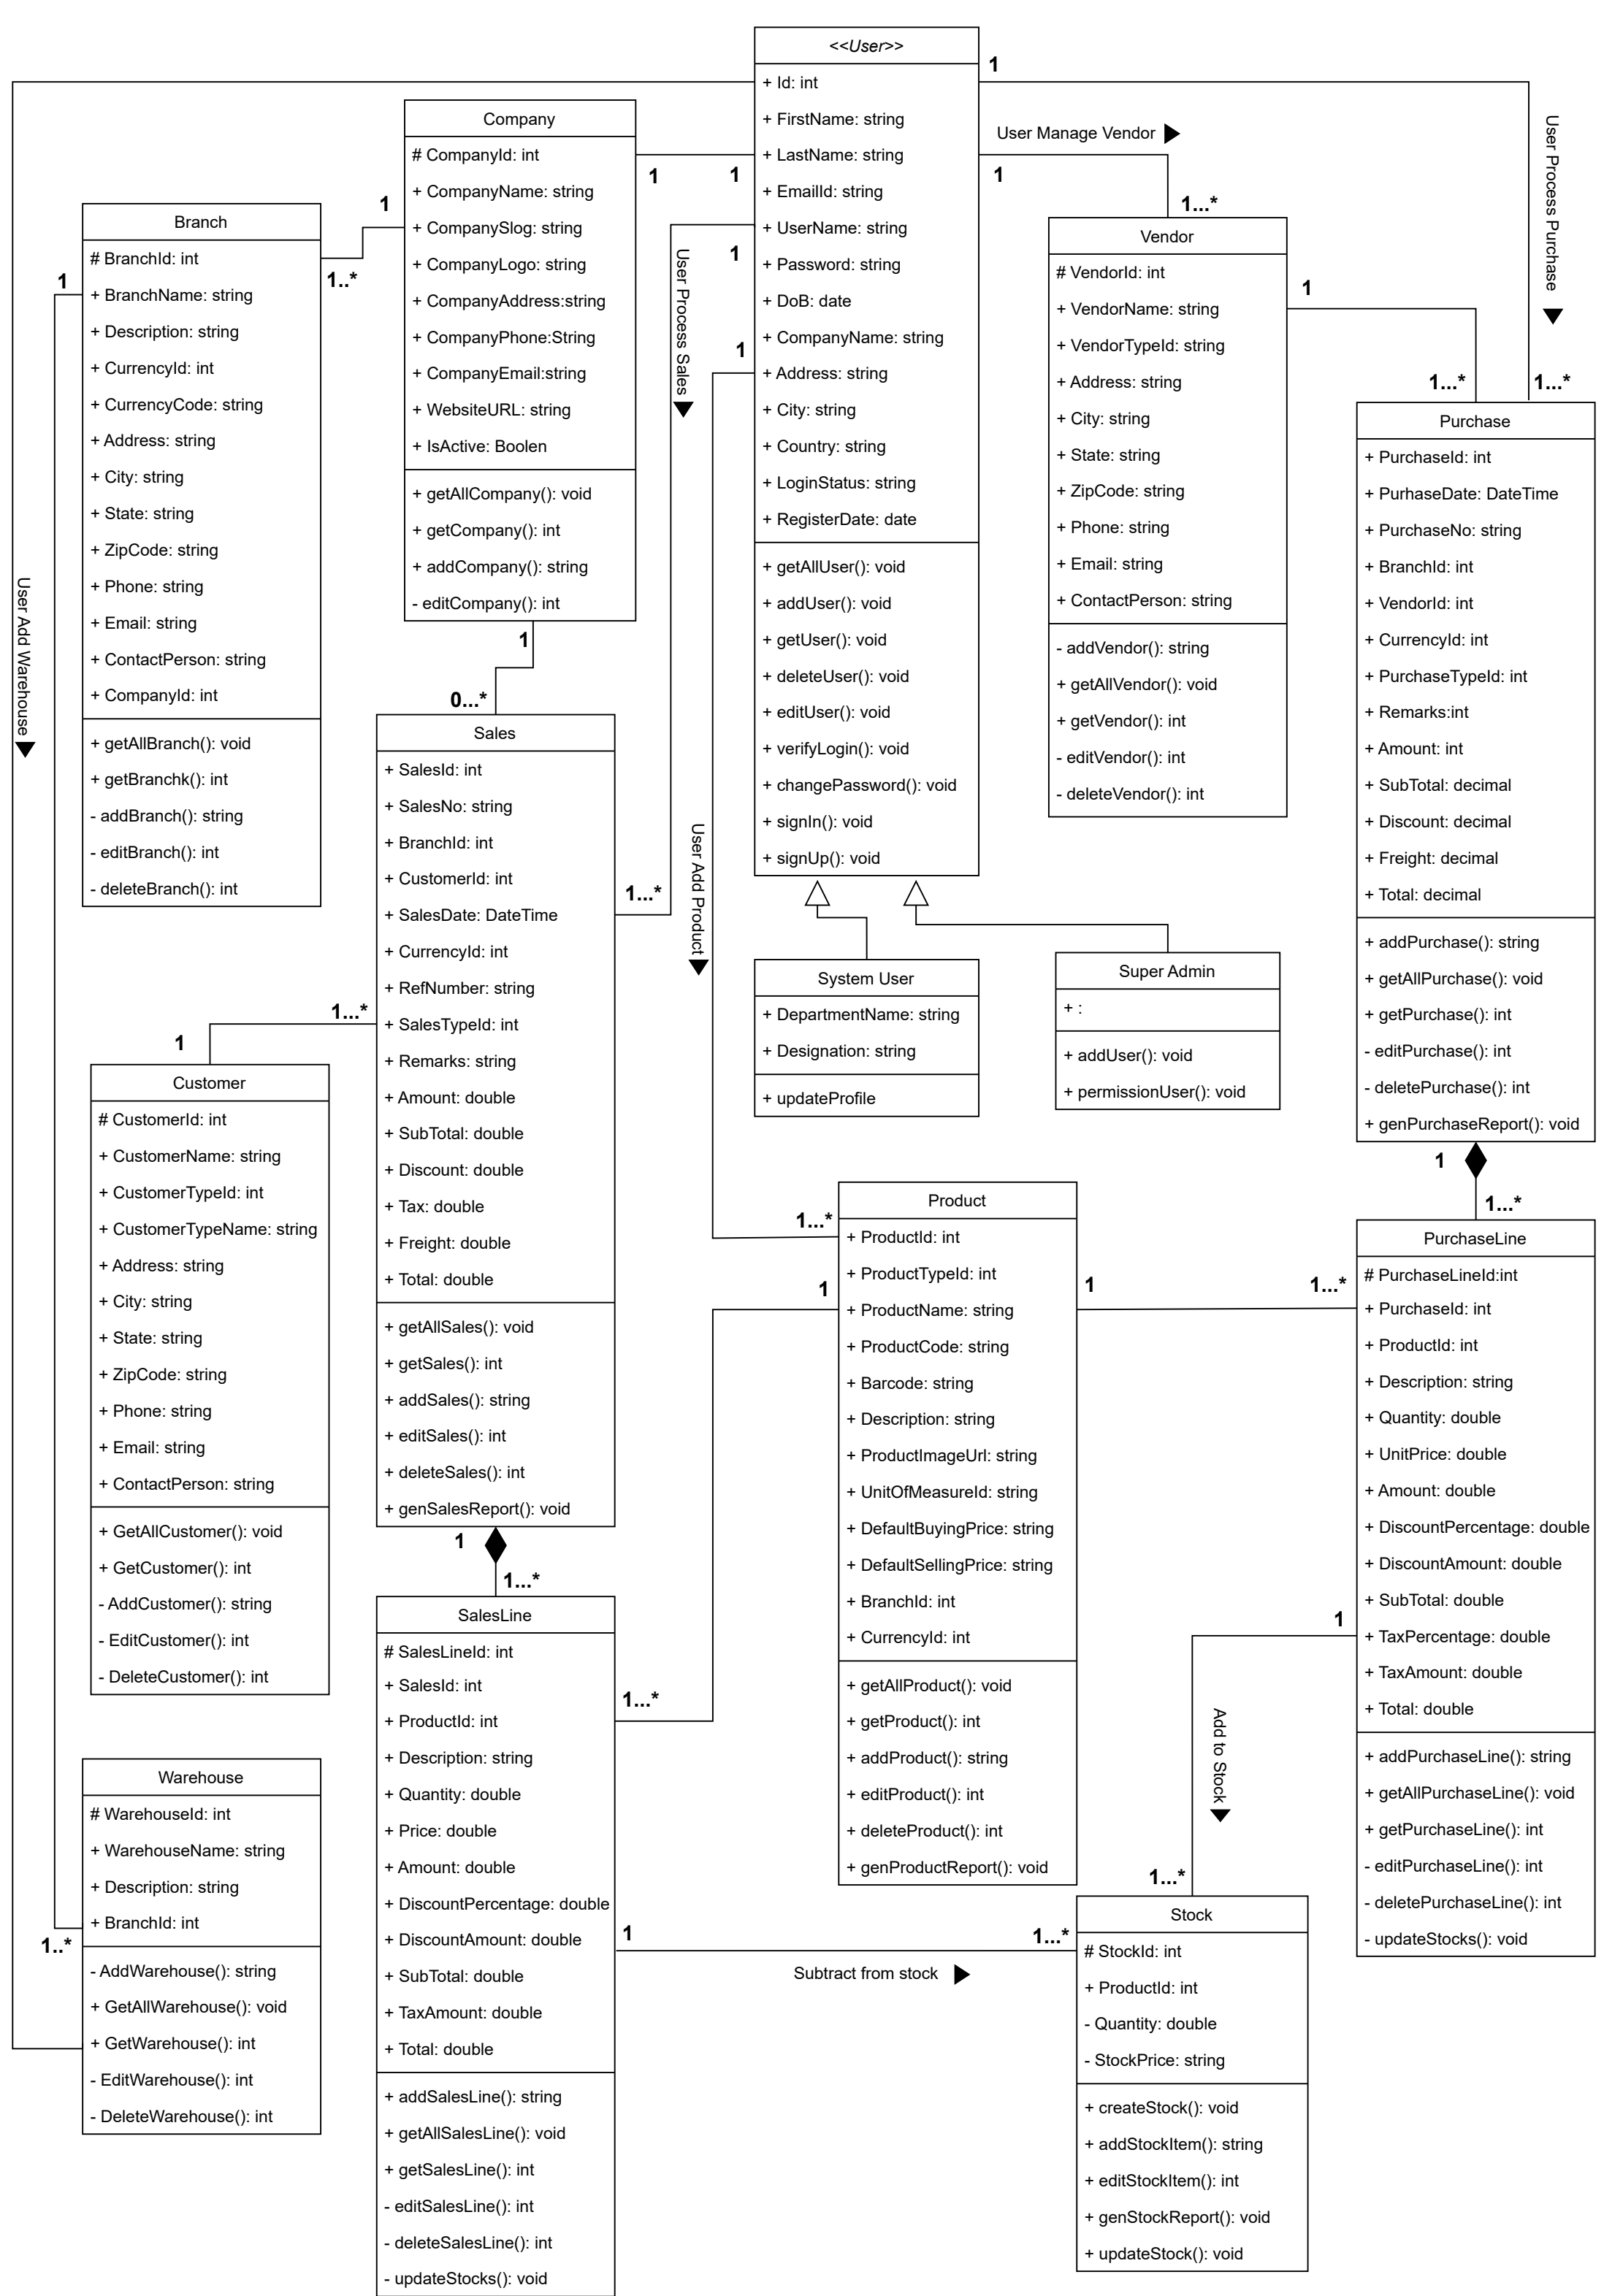 <<User>>
+ Id: int
+ FirstName: string
+ LastName: string
+ EmailId: string
+ UserName: string
+ Password: string
+ DoB: date
+ CompanyName: string
+ Address: string
+ City: string
+ Country: string
+ LoginStatus: string
+ RegisterDate: date
+ getAllUser(): void
+ addUser(): void
+ getUser(): void
+ deleteUser(): void
+ editUser(): void
+ verifyLogin(): void
+ changePassword(): void
+ signIn(): void
+ signUp(): void
Company
# CompanyId: int
+ CompanyName: string
+ CompanySlog: string
+ CompanyLogo: string
+ CompanyAddress:string
+ CompanyPhone:String
+ CompanyEmail:string
+ WebsiteURL: string
+ IsActive: Boolen
+ getAllCompany(): void
+ getCompany(): int
+ addCompany(): string
- editCompany(): int
1
1
1
1..*
Branch
# BranchId: int
+ BranchName: string
+ Description: string
+ CurrencyId: int
+ CurrencyCode: string
+ Address: string
+ City: string
+ State: string
+ ZipCode: string
+ Phone: string
+ Email: string
+ ContactPerson: string
+ CompanyId: int
+ getAllBranch(): void
+ getBranchk(): int
- addBranch(): string
- editBranch(): int
- deleteBranch(): int
1
1..*
User Add Warehouse
User Process Sales
1
1...*
User Add Product
1
1...*
User Manage Vendor
1
1...*
User Process Purchase
1
1...*
Vendor
# VendorId: int
+ VendorName: string
+ VendorTypeId: string
+ Address: string
+ City: string
+ State: string
+ ZipCode: string
+ Phone: string
+ Email: string
+ ContactPerson: string
- addVendor(): string
+ getAllVendor(): void
+ getVendor(): int
- editVendor(): int
- deleteVendor(): int
1
1...*
Purchase
+ PurchaseId: int
+ PurhaseDate: DateTime
+ PurchaseNo: string
+ BranchId: int
+ VendorId: int
+ CurrencyId: int
+ PurchaseTypeId: int
+ Remarks:int
+ Amount: int
+ SubTotal: decimal
+ Discount: decimal
+ Freight: decimal
+ Total: decimal
+ addPurchase(): string
+ getAllPurchase(): void
+ getPurchase(): int
- editPurchase(): int
- deletePurchase(): int
+ genPurchaseReport(): void
1
1...*
1
0...*
Sales
+ SalesId: int
+ SalesNo: string
+ BranchId: int
+ CustomerId: int
+ SalesDate: DateTime
+ CurrencyId: int
+ RefNumber: string
+ SalesTypeId: int
+ Remarks: string
+ Amount: double
+ SubTotal: double
+ Discount: double
+ Tax: double
+ Freight: double
+ Total: double
+ getAllSales(): void
+ getSales(): int
+ addSales(): string
+ editSales(): int
+ deleteSales(): int
+ genSalesReport(): void
1
1...*
System User
+ DepartmentName: string
+ Designation: string
+ updateProfile
Super Admin
+ :
+ addUser(): void
+ permissionUser(): void
1...*
1
Customer
# CustomerId: int
+ CustomerName: string
+ CustomerTypeId: int
+ CustomerTypeName: string
+ Address: string
+ City: string
+ State: string
+ ZipCode: string
+ Phone: string
+ Email: string
+ ContactPerson: string
+ GetAllCustomer(): void
+ GetCustomer(): int
- AddCustomer(): string
- EditCustomer(): int
- DeleteCustomer(): int
Product
+ ProductId: int
+ ProductTypeId: int
+ ProductName: string
+ ProductCode: string
+ Barcode: string
+ Description: string
+ ProductImageUrl: string
+ UnitOfMeasureId: string
+ DefaultBuyingPrice: string
+ DefaultSellingPrice: string
+ BranchId: int
+ CurrencyId: int
+ getAllProduct(): void
+ getProduct(): int
+ addProduct(): string
+ editProduct(): int
+ deleteProduct(): int
+ genProductReport(): void
1
1...*
1
1...*
PurchaseLine
# PurchaseLineId:int
+ PurchaseId: int
+ ProductId: int
+ Description: string
+ Quantity: double
+ UnitPrice: double
+ Amount: double
+ DiscountPercentage: double
+ DiscountAmount: double
+ SubTotal: double
+ TaxPercentage: double
+ TaxAmount: double
+ Total: double
+ addPurchaseLine(): string
+ getAllPurchaseLine(): void
+ getPurchaseLine(): int
- editPurchaseLine(): int
- deletePurchaseLine(): int
- updateStocks(): void
1
Add to Stock
1...*
SalesLine
# SalesLineId: int
+ SalesId: int
+ ProductId: int
+ Description: string
+ Quantity: double
+ Price: double
+ Amount: double
+ DiscountPercentage: double
+ DiscountAmount: double
+ SubTotal: double
+ TaxAmount: double
+ Total: double
+ addSalesLine(): string
+ getAllSalesLine(): void
+ getSalesLine(): int
- editSalesLine(): int
- deleteSalesLine(): int
- updateStocks(): void
1
1...*
Subtract from stock
Warehouse
# WarehouseId: int
+ WarehouseName: string
+ Description: string
+ BranchId: int
- AddWarehouse(): string
+ GetAllWarehouse(): void
+ GetWarehouse(): int
- EditWarehouse(): int
- DeleteWarehouse(): int
Stock
# StockId: int
+ ProductId: int
- Quantity: double
- StockPrice: string
+ createStock(): void
+ addStockItem(): string
+ editStockItem(): int
+ genStockReport(): void
+ updateStock(): void